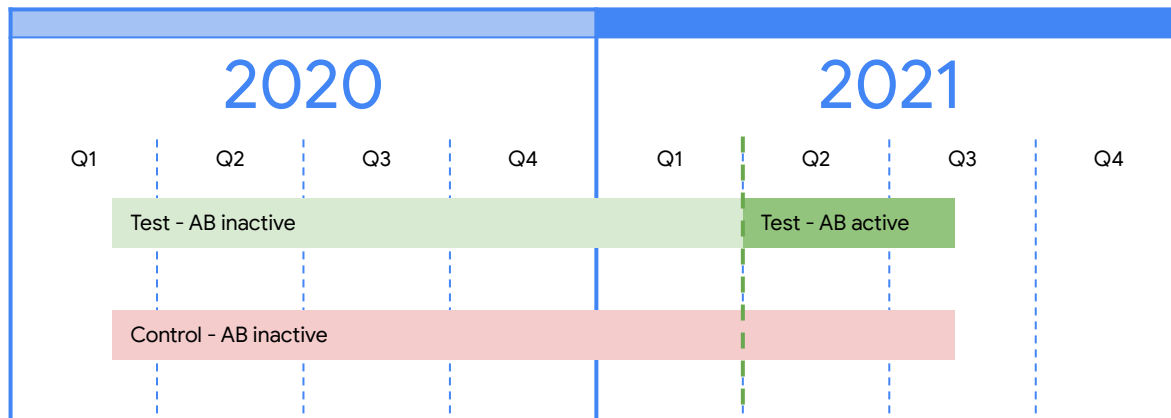 2020 2021
Q1 Q2 Q3 Q4 Q1 Q2 Q3 Q4
Test - AB inactive Test - AB active
Control - AB inactive